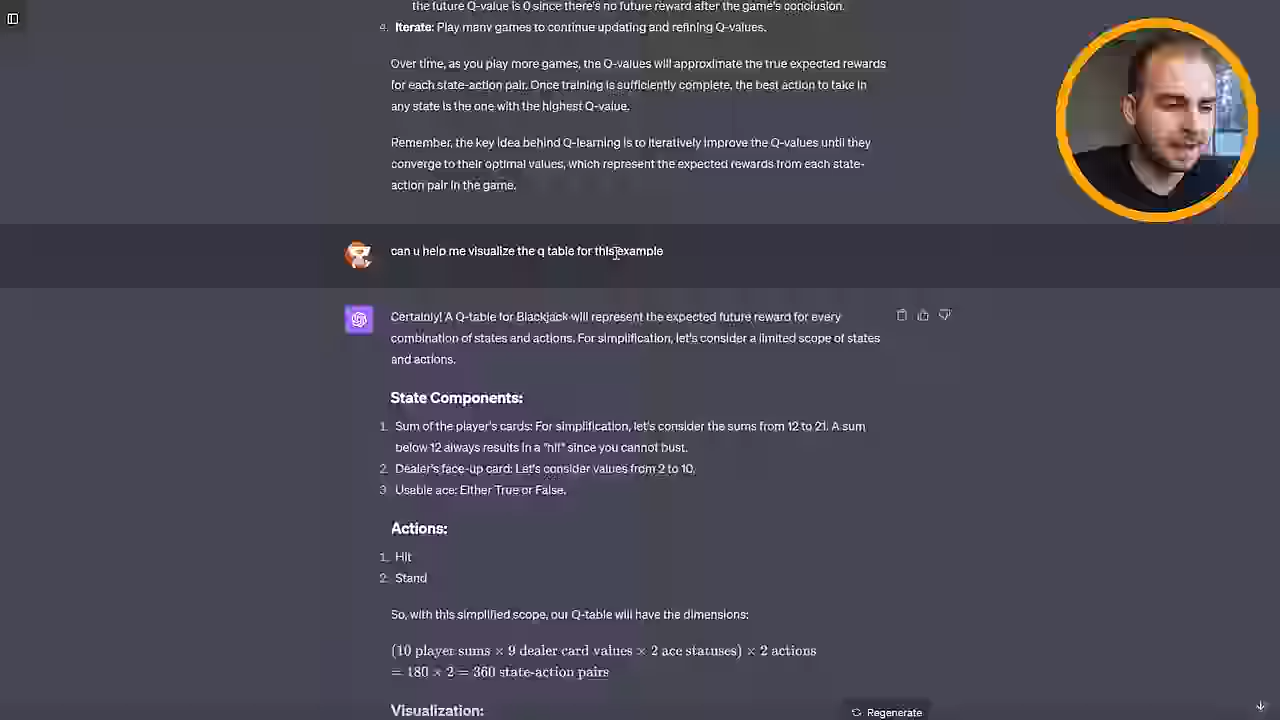 the future Q-value is 0 since there's no future reward after the game's conclusion.
4. Iterate: Play many games to continue updating and refining Q-values.
Over time, as you play more games, the Q-values will approximate the true expected rewards
for each state-action pair. Once training is sufficiently complete, the best action to take in
any state is the one with the highest Q-value.
Remember, the key idea behind Q-learning is to iteratively improve the Q-values until they
converge to their optimal values, which represent the expected rewards from each state-
action pair in the game.
can u help me visualize the q table for this example
Certainly! A Q-table for Blackjack will represent the expected future reward for every
combination of states and actions. For simplification, let's consider a limited scope of states
and actions.
State Components:
1. Sum of the player's cards: For simplification, let's consider the sums from 12 to 21. A sum
below 12 always results in a "hit" since you cannot bust.
2. Dealer's face-up card: Let's consider values from 2 to 10.
3. Usable ace: Either True or False.
Actions:
1. Hit
2. Stand
So, with this simplified scope, our Q-table will have the dimensions:
(10 player sums × 9 dealer card values × 2 ace statuses) × 2 actions
= 180 × 2 = 360 state-action pairs
Visualization:
Regenerate